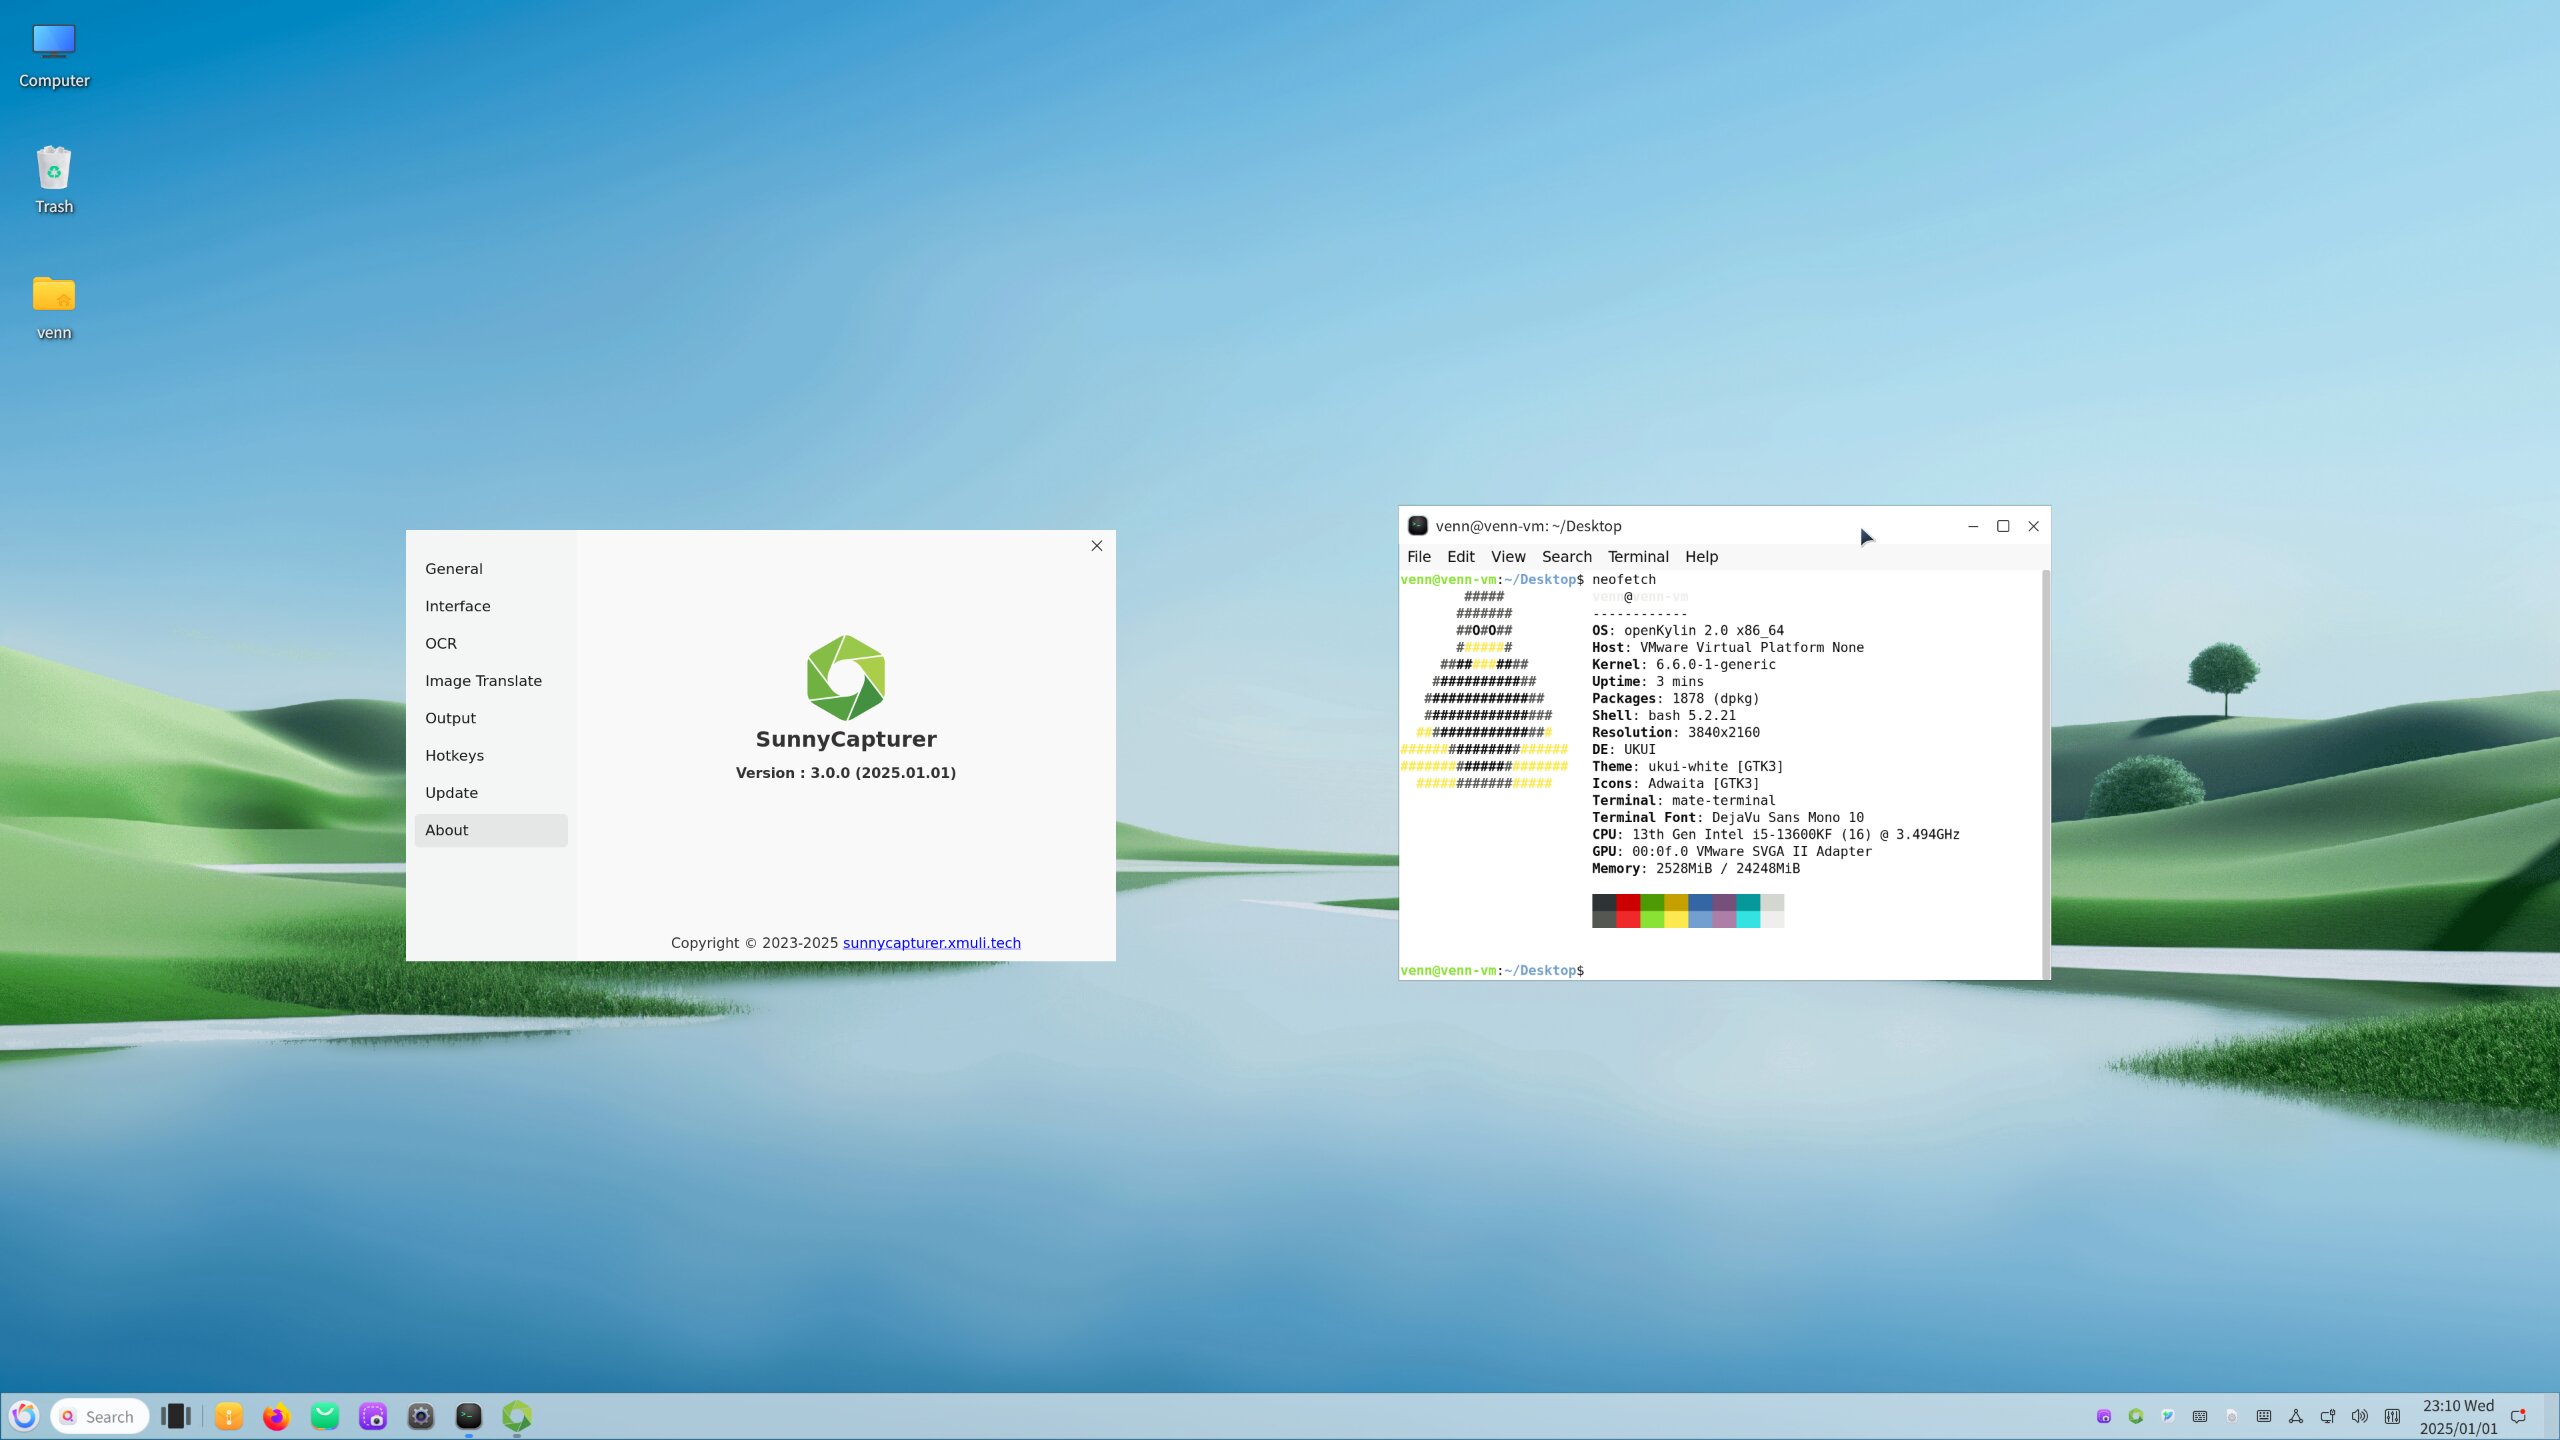 Computer
Trash
venn
General
Interface
OCR
Image Translate
Output
Hotkeys
Update
About
SunnyCapturer
Version : 3.0.0 (2025.01.01)
Copyright © 2023-2025 sunnycapturer.xmuli.tech
venn@venn-vm: ~/Desktop
File Edit View Search Terminal Help
venn@venn-vm:~/Desktop$ neofetch
##### venn@venn-vm
####### ------------
##O#O## OS: openKylin 2.0 x86_64
####### Host: VMware Virtual Platform None
########### Kernel: 6.6.0-1-generic
############# Uptime: 3 mins
############### Packages: 1878 (dpkg)
################ Shell: bash 5.2.21
################# Resolution: 3840x2160
##################### DE: UKUI
##################### Theme: ukui-white [GTK3]
################# Icons: Adwaita [GTK3]
Terminal: mate-terminal
Terminal Font: DejaVu Sans Mono 10
CPU: 13th Gen Intel i5-13600KF (16) @ 3.494GHz
GPU: 00:0f.0 VMware SVGA II Adapter
Memory: 2528MiB / 24248MiB
venn@venn-vm:~/Desktop$
Search
23:10 Wed
2025/01/01